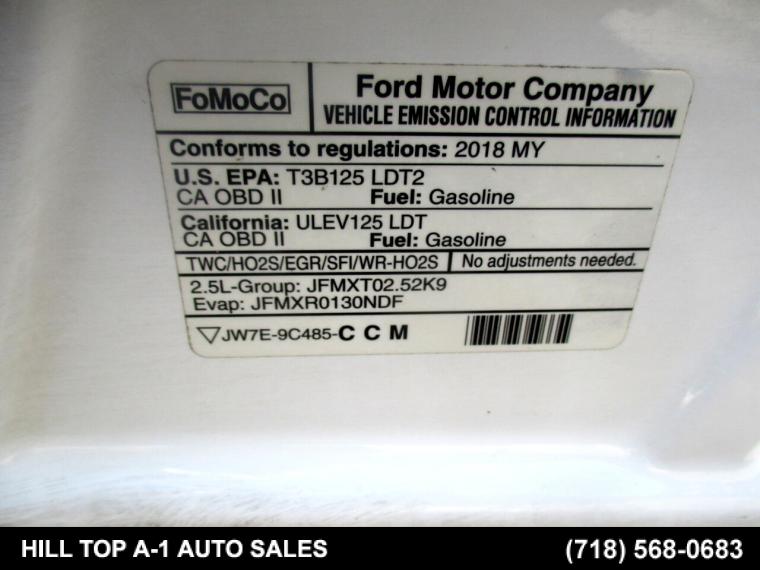 FoMoCo
Ford Motor Company
VEHICLE EMISSION CONTROL INFORMATION
Conforms to regulations: 2018 MY
U.S. EPA: T3B125 LDT2
CA OBD II Fuel: Gasoline
California: ULEV125 LDT
CA OBD II Fuel: Gasoline
TWC/HO2S/EGR/SFI/WR-HO2S No adjustments needed.
2.5L-Group: JFMXT02.52K9
Evap: JFMXR0130NDF
JW7E-9C485-C C M
HILL TOP A-1 AUTO SALES (718) 568-0683